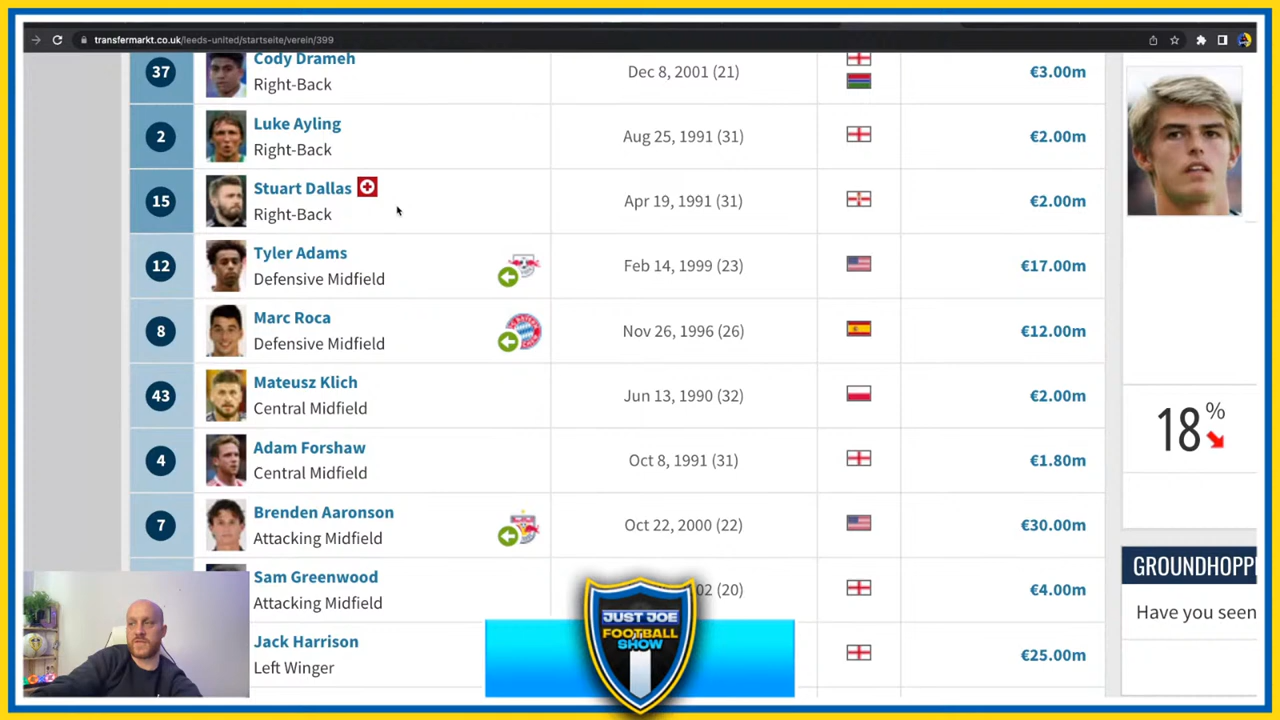 transfermarkt.co.uk/leeds-united/startseite/verein/399
37
Cody Drameh
Right-Back
Dec 8, 2001 (21)
€3.00m
2
Luke Ayling
Right-Back
Aug 25, 1991 (31)
€2.00m
15
Stuart Dallas
Right-Back
Apr 19, 1991 (31)
€2.00m
12
Tyler Adams
Defensive Midfield
Feb 14, 1999 (23)
€17.00m
8
Marc Roca
Defensive Midfield
Nov 26, 1996 (26)
€12.00m
43
Mateusz Klich
Central Midfield
Jun 13, 1990 (32)
€2.00m
18 %
4
Adam Forshaw
Central Midfield
Oct 8, 1991 (31)
€1.80m
7
Brenden Aaronson
Attacking Midfield
Oct 22, 2000 (22)
€30.00m
Sam Greenwood
Attacking Midfield
02 (20)
€4.00m
GROUNDHOPP
Have you seen
Jack Harrison
Left Winger
€25.00m
JUST JOE
FOOTBALL
SHOW